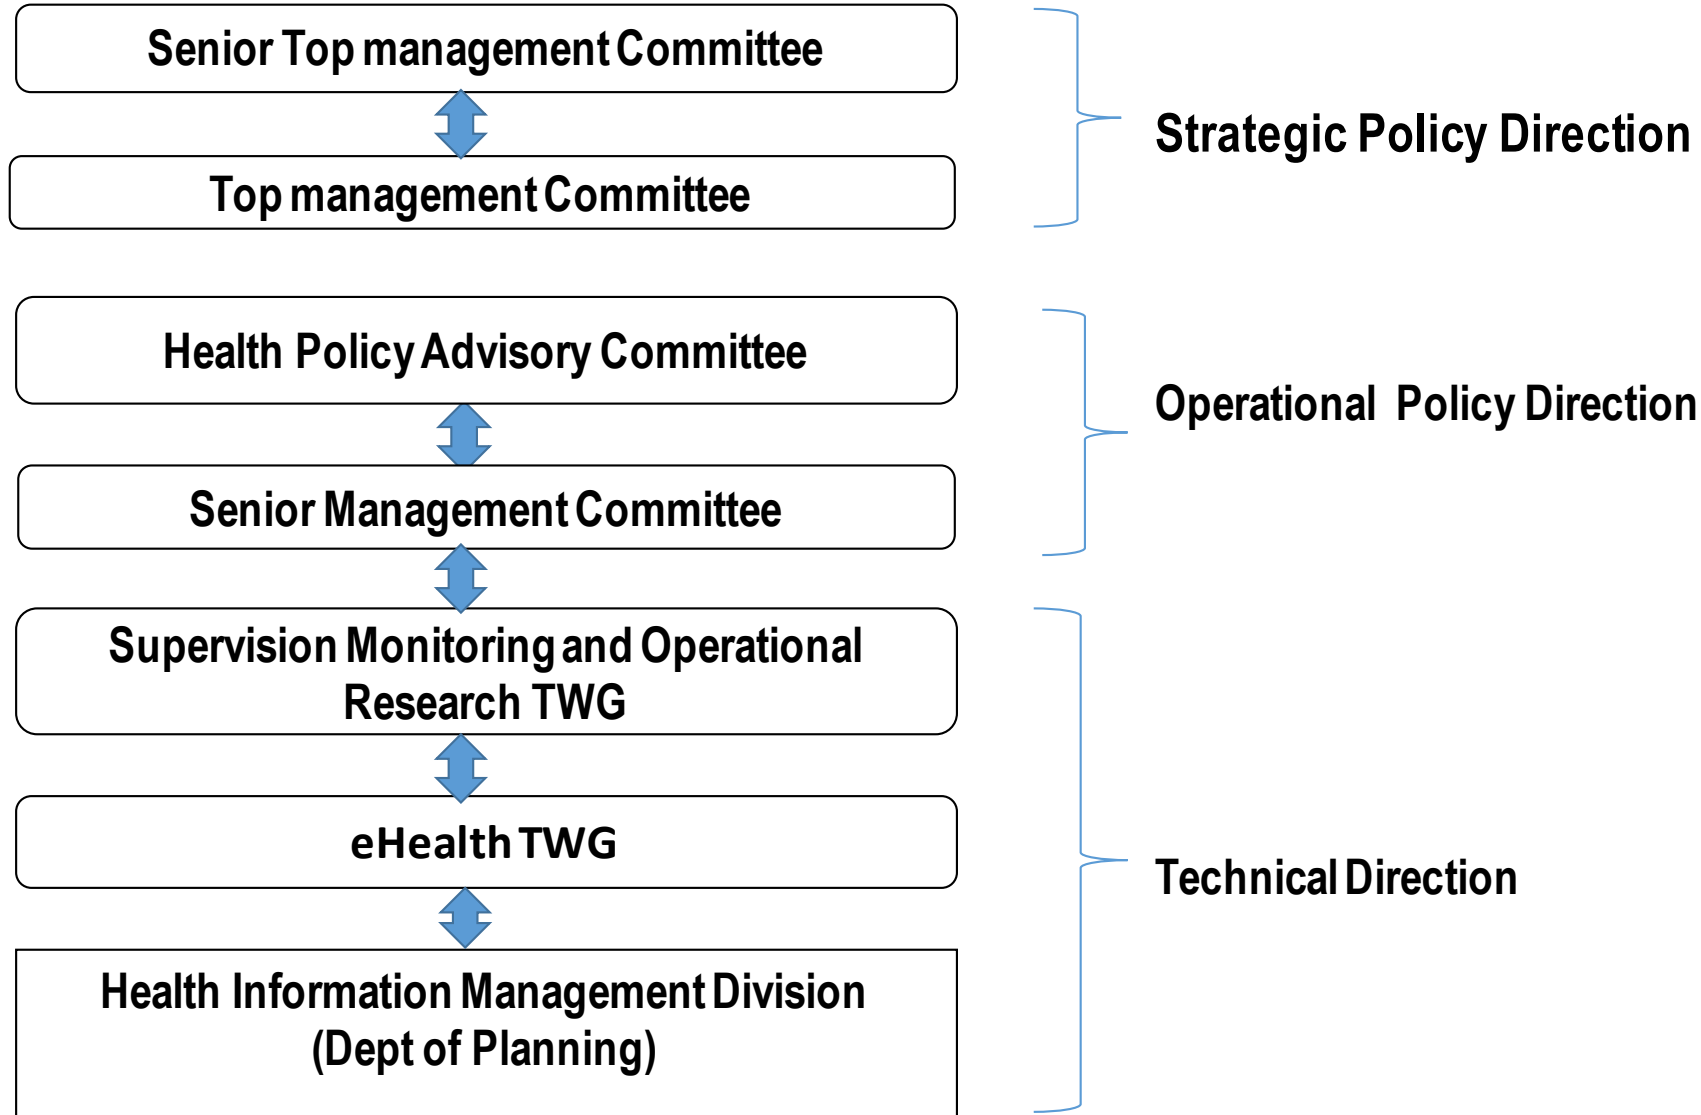 Senior Top management Committee
Strategic Policy Direction
Top management Committee
Health Policy Advisory Committee
Operational Policy Direction
Senior Management Committee
Supervision Monitoring and Operational
Research TWG
eHealth TWG
Technical Direction
Health Information Management Division
(Dept of Planning)